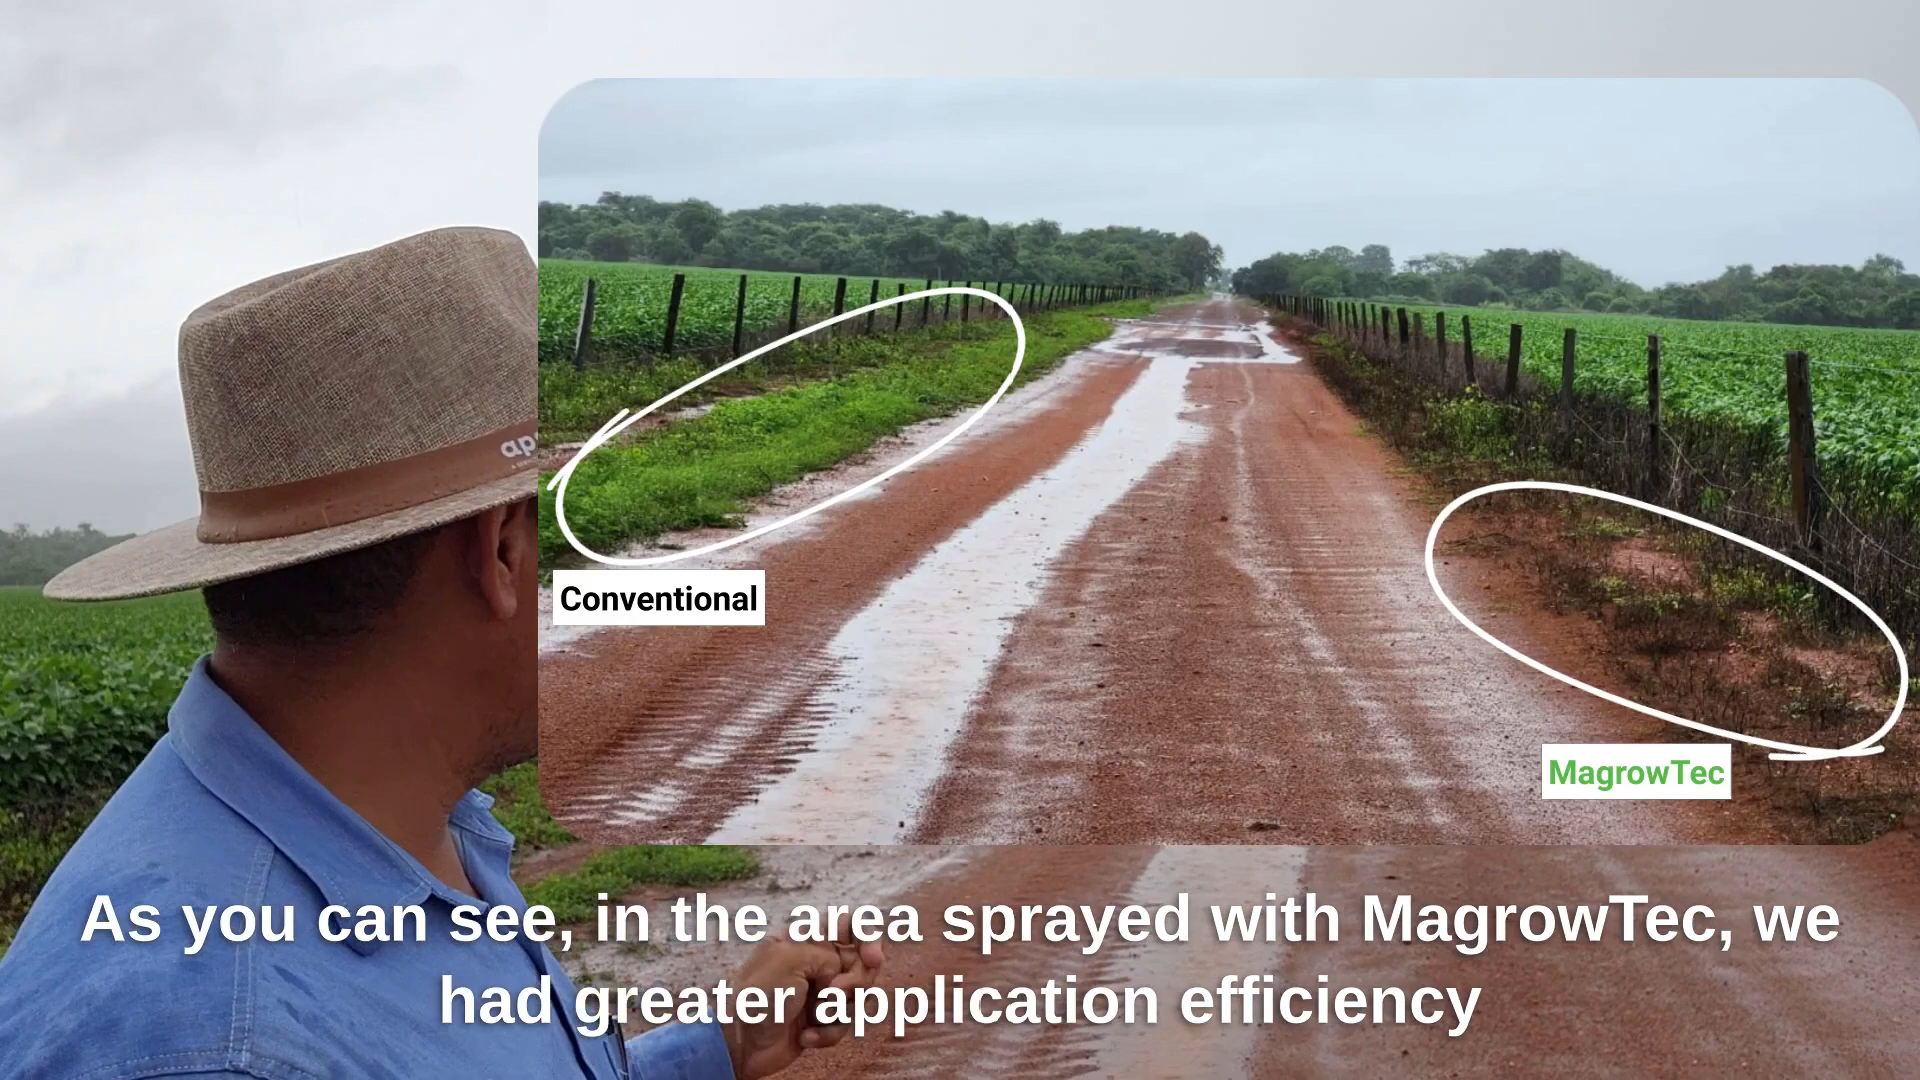 Conventional
MagrowTec
As you can see, in the area sprayed with MagrowTec, we
had greater application efficiency